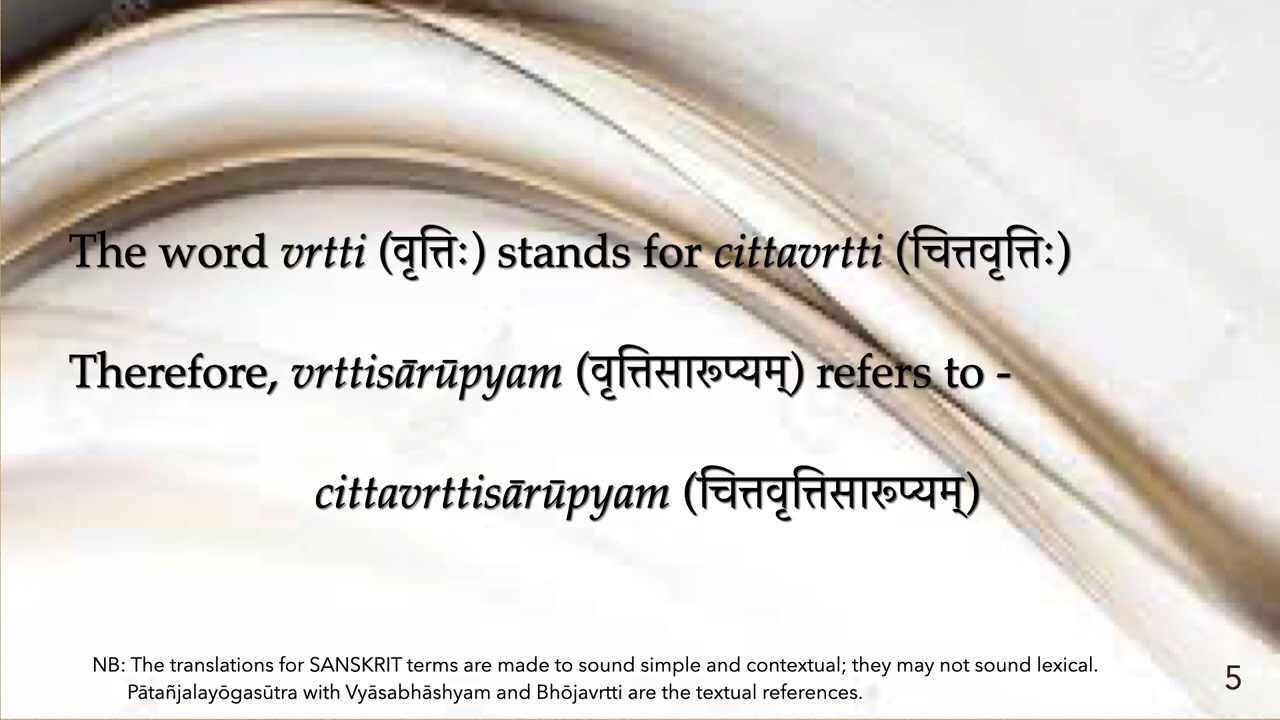 The word vrtti (वृत्तिः) stands for cittavrtti (चित्तवृत्तिः)
Therefore, vrttisārūpyam (वृत्तिसारूप्यम्) refers to -
cittavrttisārūpyam (चित्तवृत्तिसारूप्यम्)
NB: The translations for SANSKRIT terms are made to sound simple and contextual; they may not sound lexical.
Pātañjalayōgasūtra with Vyāsabhāshyam and Bhōjavrtti are the textual references.
5